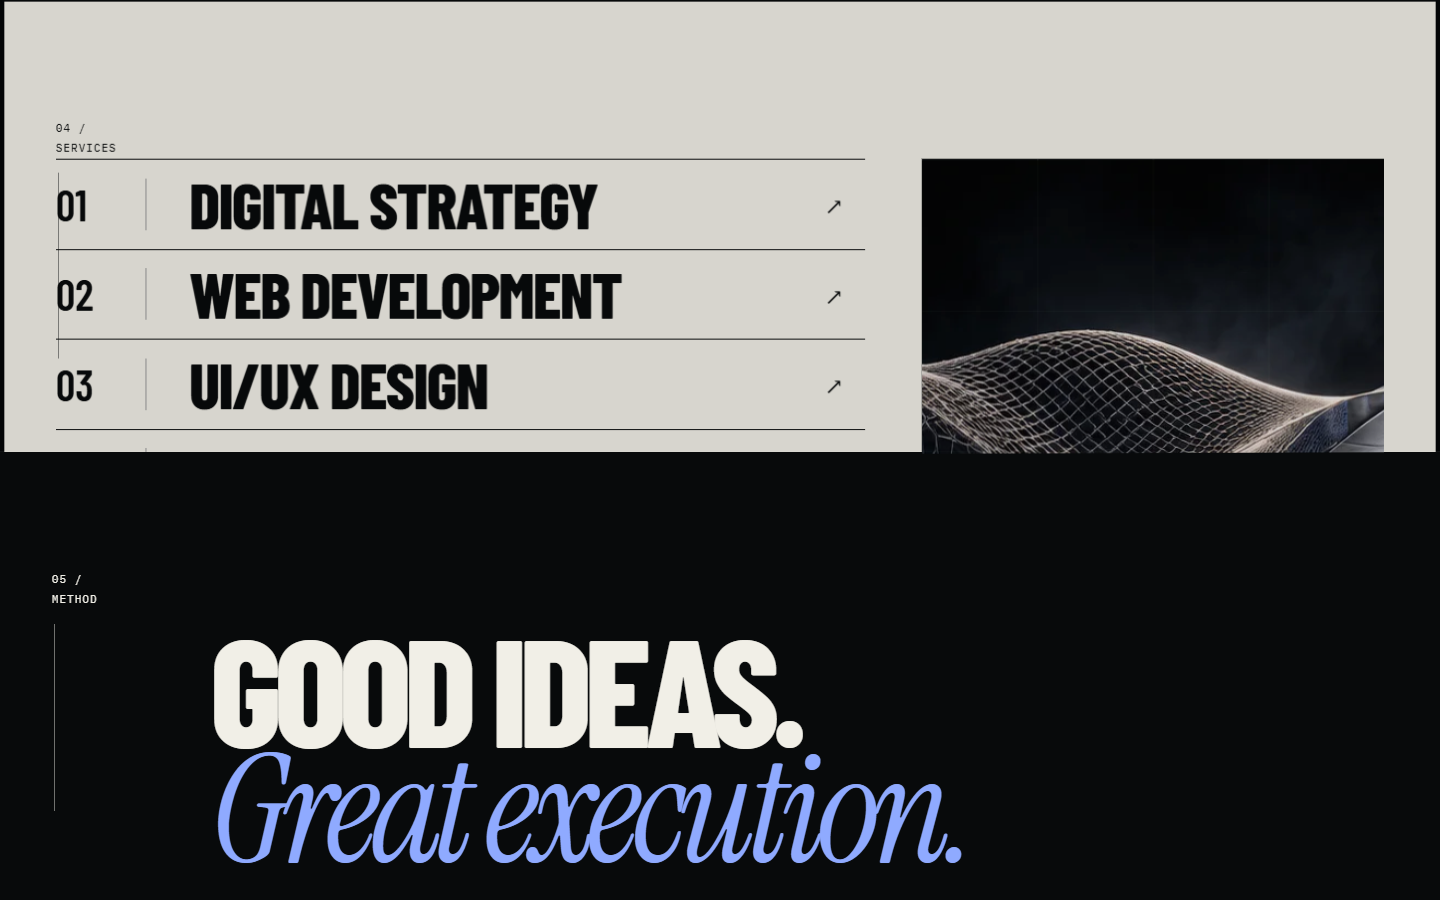 04 /
SERVICES
01 DIGITAL STRATEGY ↗
02 WEB DEVELOPMENT ↗
03 UI/UX DESIGN ↗
05 /
METHOD
GOOD IDEAS.
Great execution.